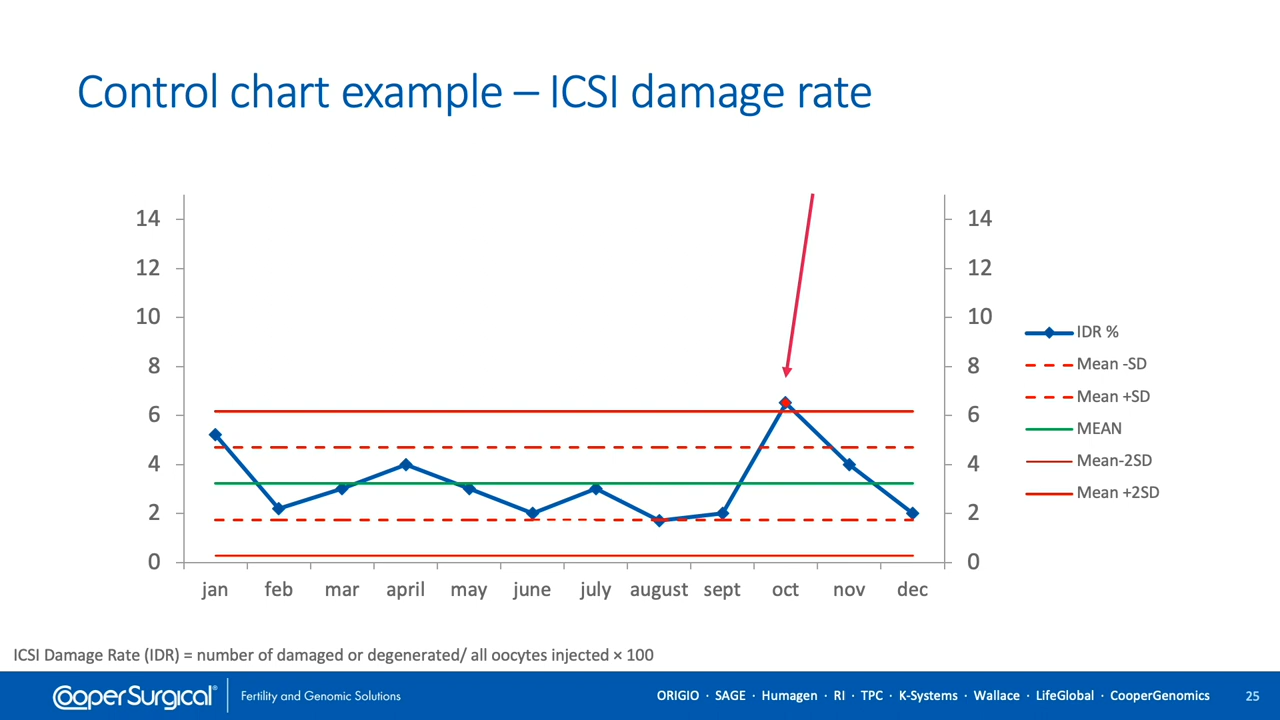 Control chart example – ICSI damage rate
14 14
12 12
10 10
8 8
6 6
4 4
2 2
0 0
IDR %
Mean -SD
Mean +SD
MEAN
Mean-2SD
Mean +2SD
jan feb mar april may june july august sept oct nov dec
ICSI Damage Rate (IDR) = number of damaged or degenerated/ all oocytes injected × 100
CooperSurgical® Fertility and Genomic Solutions ORIGIO · SAGE · Humagen · RI · TPC · K-Systems · Wallace · LifeGlobal · CooperGenomics 25